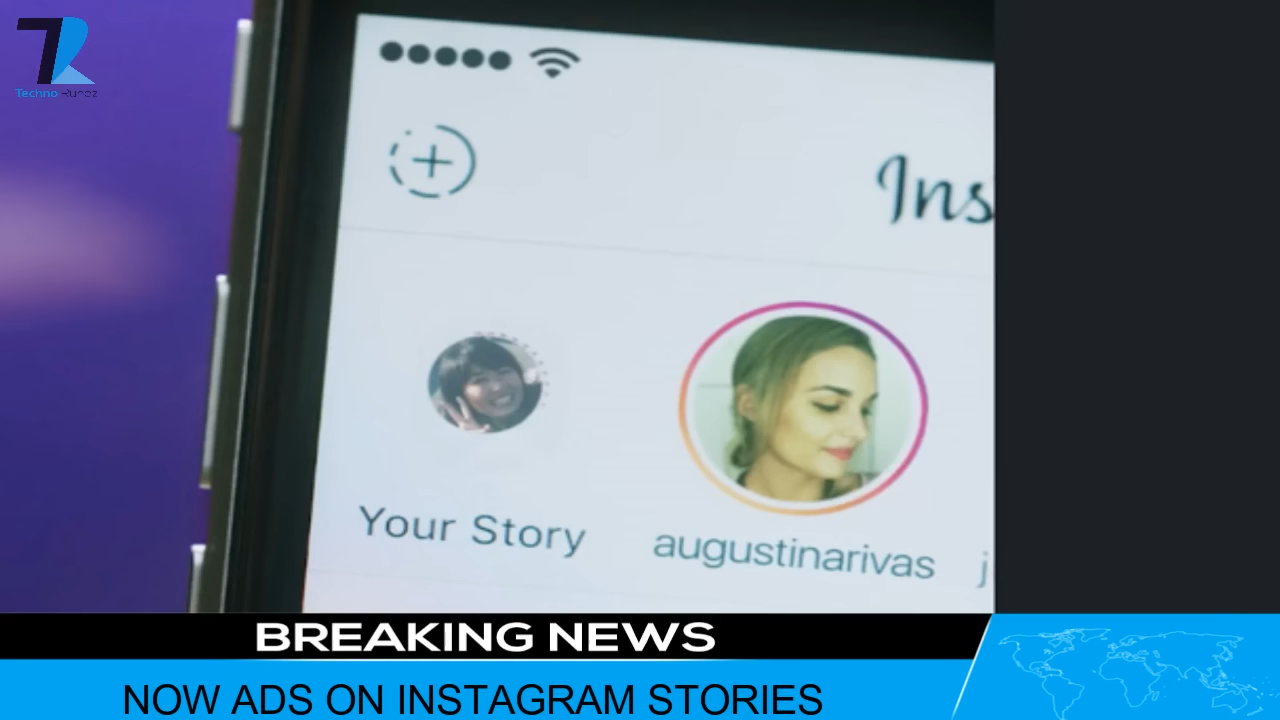 Techno Runez
Ins
Your Story
augustinarivas
j
BREAKING NEWS
NOW ADS ON INSTAGRAM STORIES